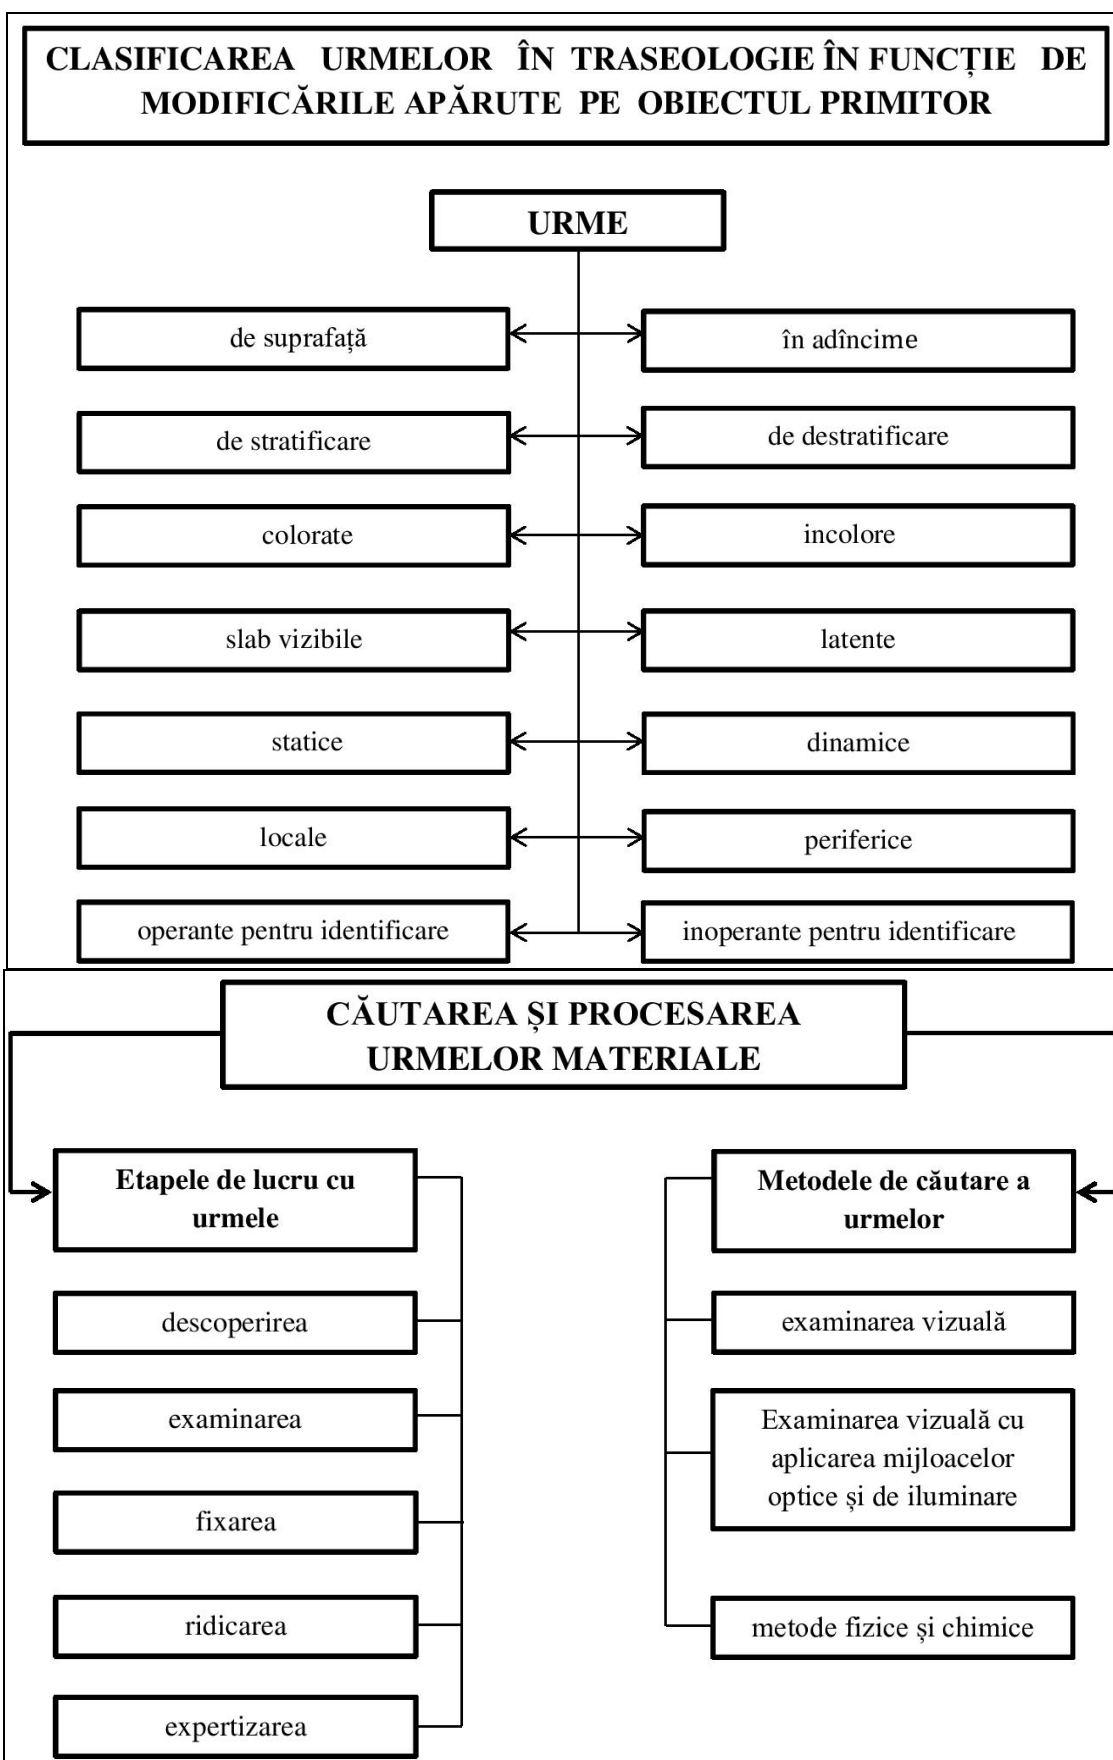 CLASIFICAREA URMELOR ÎN TRASEOLOGIE ÎN FUNCȚIE DE
MODIFICĂRILE APĂRUTE PE OBIECTUL PRIMITOR
URME
de suprafață
în adîncime
de stratificare
de destratificare
colorate
incolore
slab vizibile
latente
statice
dinamice
locale
periferice
operante pentru identificare
inoperante pentru identificare
CĂUTAREA ȘI PROCESAREA
URMELOR MATERIALE
Etapele de lucru cu
urmele
descoperirea
examinarea
fixarea
ridicarea
expertizarea
Metodele de căutare a
urmelor
examinarea vizuală
Examinarea vizuală cu
aplicarea mijloacelor
optice și de iluminare
metode fizice și chimice